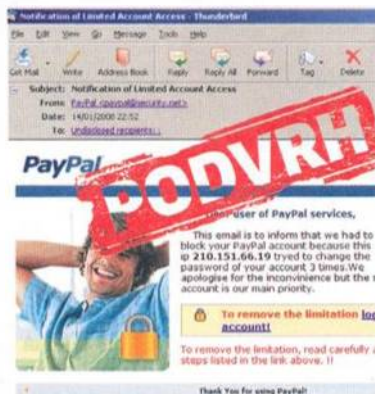 Notification of Limited Account Access - Thunderbird
File Edit View Go Message Tools Help
Get Mail Write Address Book Reply Reply All Forward Tag Delete
Subject: Notification of Limited Account Access
From: PayPal <paypal@security.net>
Date: 14/01/2008 22:52
To: Undisclosed recipients: ;
PayPal
PODVRH
user of PayPal services,
This email is to inform that we had to
block your PayPal account because this
ip 210.151.66.19 tryed to change the
password of your account 3 times.We
apologise for the inconvinience but the
account is our main priority.
To remove the limitation
account!
To remove the limitation, read carefully
steps listed in the link above. !!
Thank You for using PayPal!